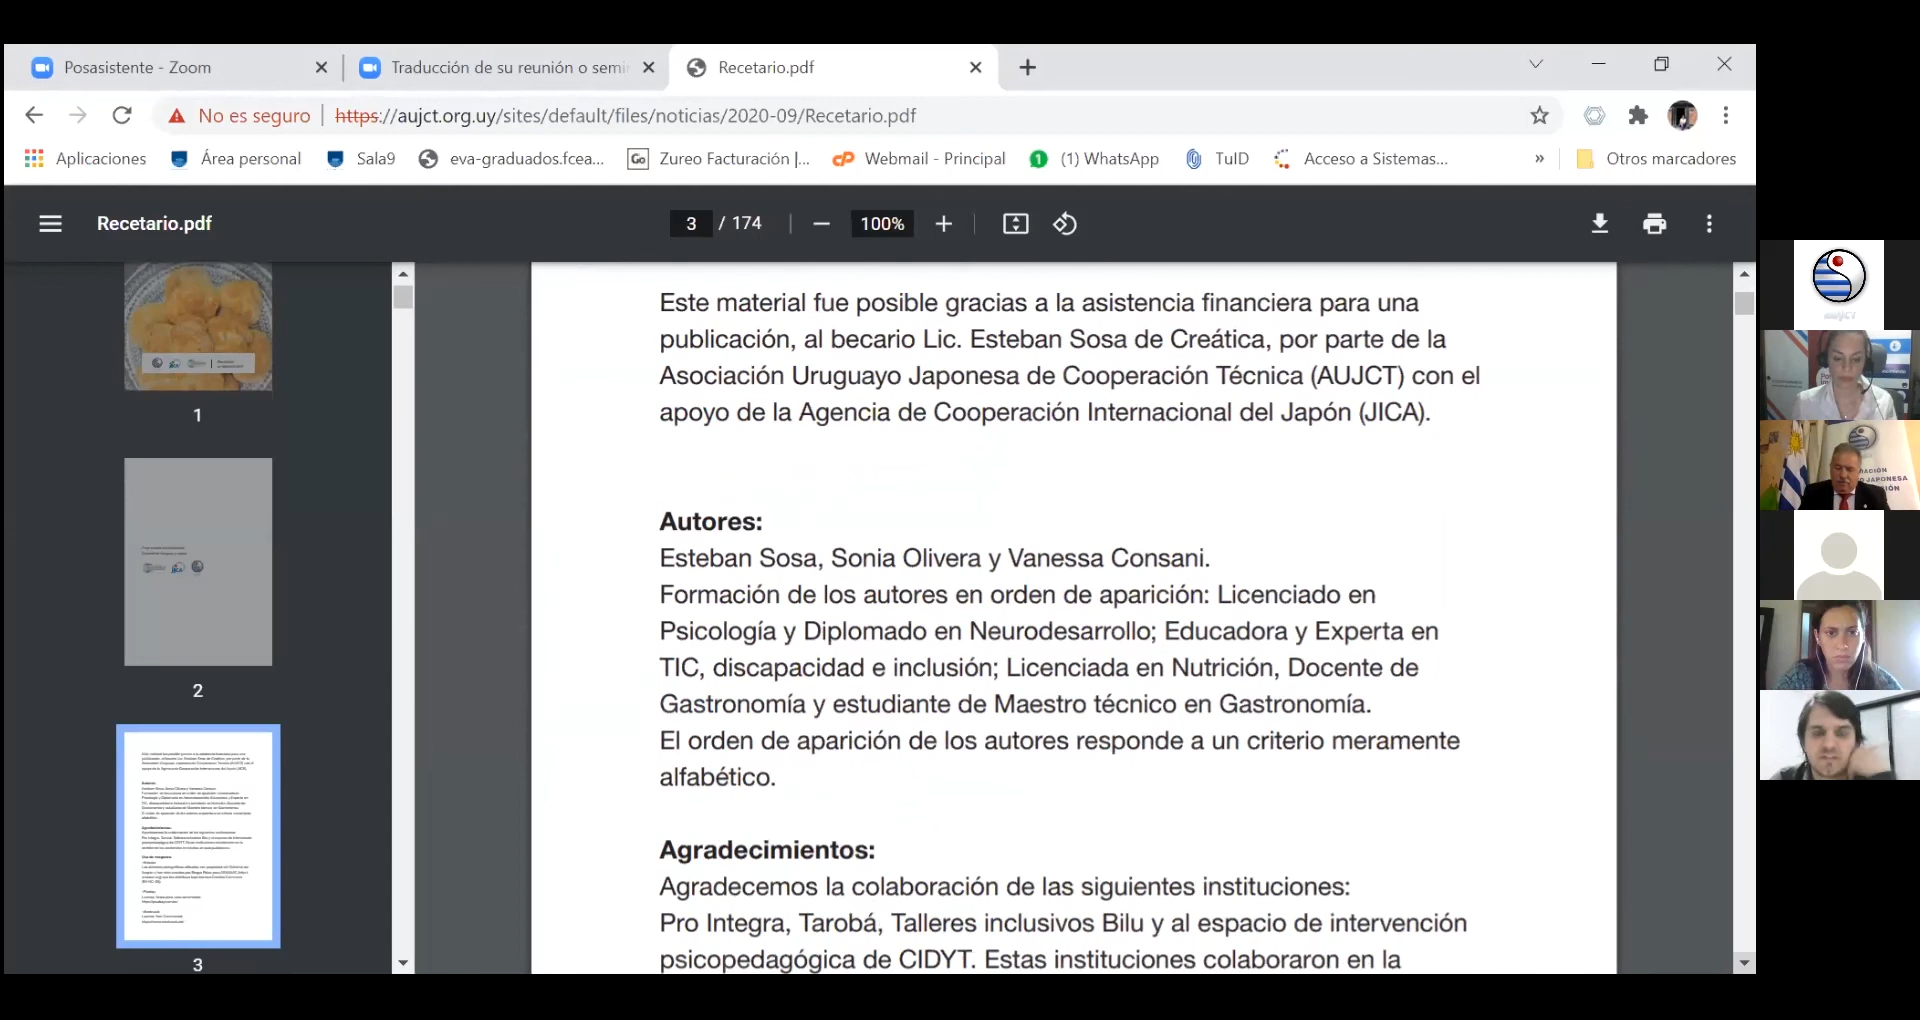 Posasistente - Zoom
Traducción de su reunión o semi
Recetario.pdf
No es seguro
https://aujct.org.uy/sites/default/files/noticias/2020-09/Recetario.pdf
Aplicaciones
Área personal
Sala9
eva-graduados.fcea...
Go
Zureo Facturación |...
cP
Webmail - Principal
1
(1) WhatsApp
TuID
Acceso a Sistemas...
»
Otros marcadores
Recetario.pdf
3 / 174
100%
1
2
3
Este material fue posible gracias a la asistencia financiera para una
publicación, al becario Lic. Esteban Sosa de Creática, por parte de la
Asociación Uruguayo Japonesa de Cooperación Técnica (AUJCT) con el
apoyo de la Agencia de Cooperación Internacional del Japón (JICA).
Autores:
Esteban Sosa, Sonia Olivera y Vanessa Consani.
Formación de los autores en orden de aparición: Licenciado en
Psicología y Diplomado en Neurodesarrollo; Educadora y Experta en
TIC, discapacidad e inclusión; Licenciada en Nutrición, Docente de
Gastronomía y estudiante de Maestro técnico en Gastronomía.
El orden de aparición de los autores responde a un criterio meramente
alfabético.
Agradecimientos:
Agradecemos la colaboración de las siguientes instituciones:
Pro Integra, Tarobá, Talleres inclusivos Bilu y al espacio de intervención
psicopedagógica de CIDYT. Estas instituciones colaboraron en la
JAPONESA